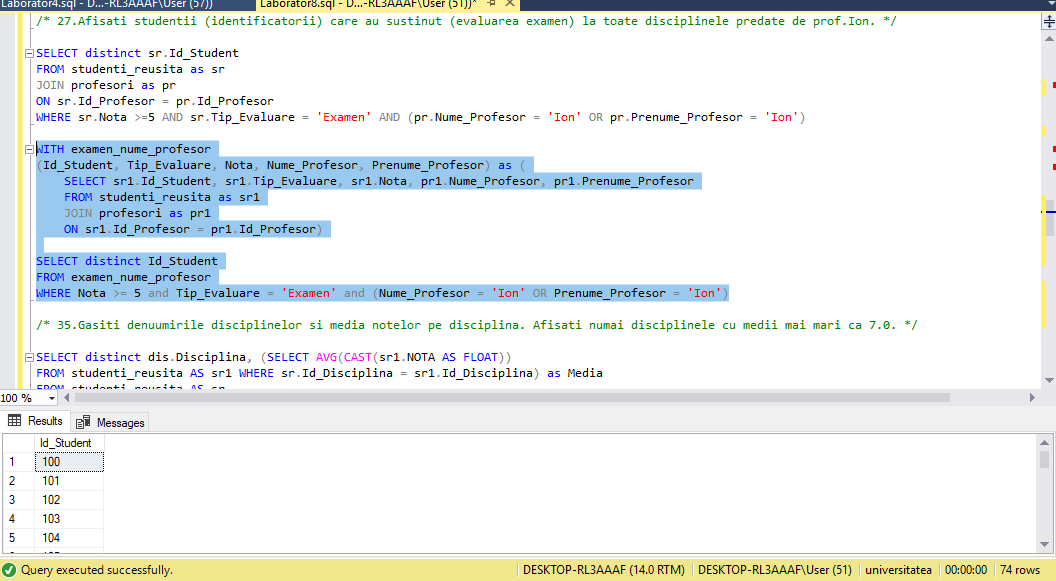 Laborator4.sql - D...-RL3AAAF\User (57)) Laborator8.sql - D...-RL3AAAF\User (51))*
/* 27.Afisati studentii (identificatorii) care au sustinut (evaluarea examen) la toate disciplinele predate de prof.Ion. */
SELECT distinct sr.Id_Student
FROM studenti_reusita as sr
JOIN profesori as pr
ON sr.Id_Profesor = pr.Id_Profesor
WHERE sr.Nota >=5 AND sr.Tip_Evaluare = 'Examen' AND (pr.Nume_Profesor = 'Ion' OR pr.Prenume_Profesor = 'Ion')
WITH examen_nume_profesor
(Id_Student, Tip_Evaluare, Nota, Nume_Profesor, Prenume_Profesor) as (
SELECT sr1.Id_Student, sr1.Tip_Evaluare, sr1.Nota, pr1.Nume_Profesor, pr1.Prenume_Profesor
FROM studenti_reusita as sr1
JOIN profesori as pr1
ON sr1.Id_Profesor = pr1.Id_Profesor)
SELECT distinct Id_Student
FROM examen_nume_profesor
WHERE Nota >= 5 and Tip_Evaluare = 'Examen' and (Nume_Profesor = 'Ion' OR Prenume_Profesor = 'Ion')
/* 35.Gasiti denuumirile disciplinelor si media notelor pe disciplina. Afisati numai disciplinele cu medii mai mari ca 7.0. */
SELECT distinct dis.Disciplina, (SELECT AVG(CAST(sr1.NOTA AS FLOAT))
FROM studenti_reusita AS sr1 WHERE sr.Id_Disciplina = sr1.Id_Disciplina) as Media
FROM studenti_reusita AS sr
100 %
Results Messages
Id_Student
1 100
2 101
3 102
4 103
5 104
Query executed successfully. DESKTOP-RL3AAAF (14.0 RTM) DESKTOP-RL3AAAF\User (51) universitatea 00:00:00 74 rows